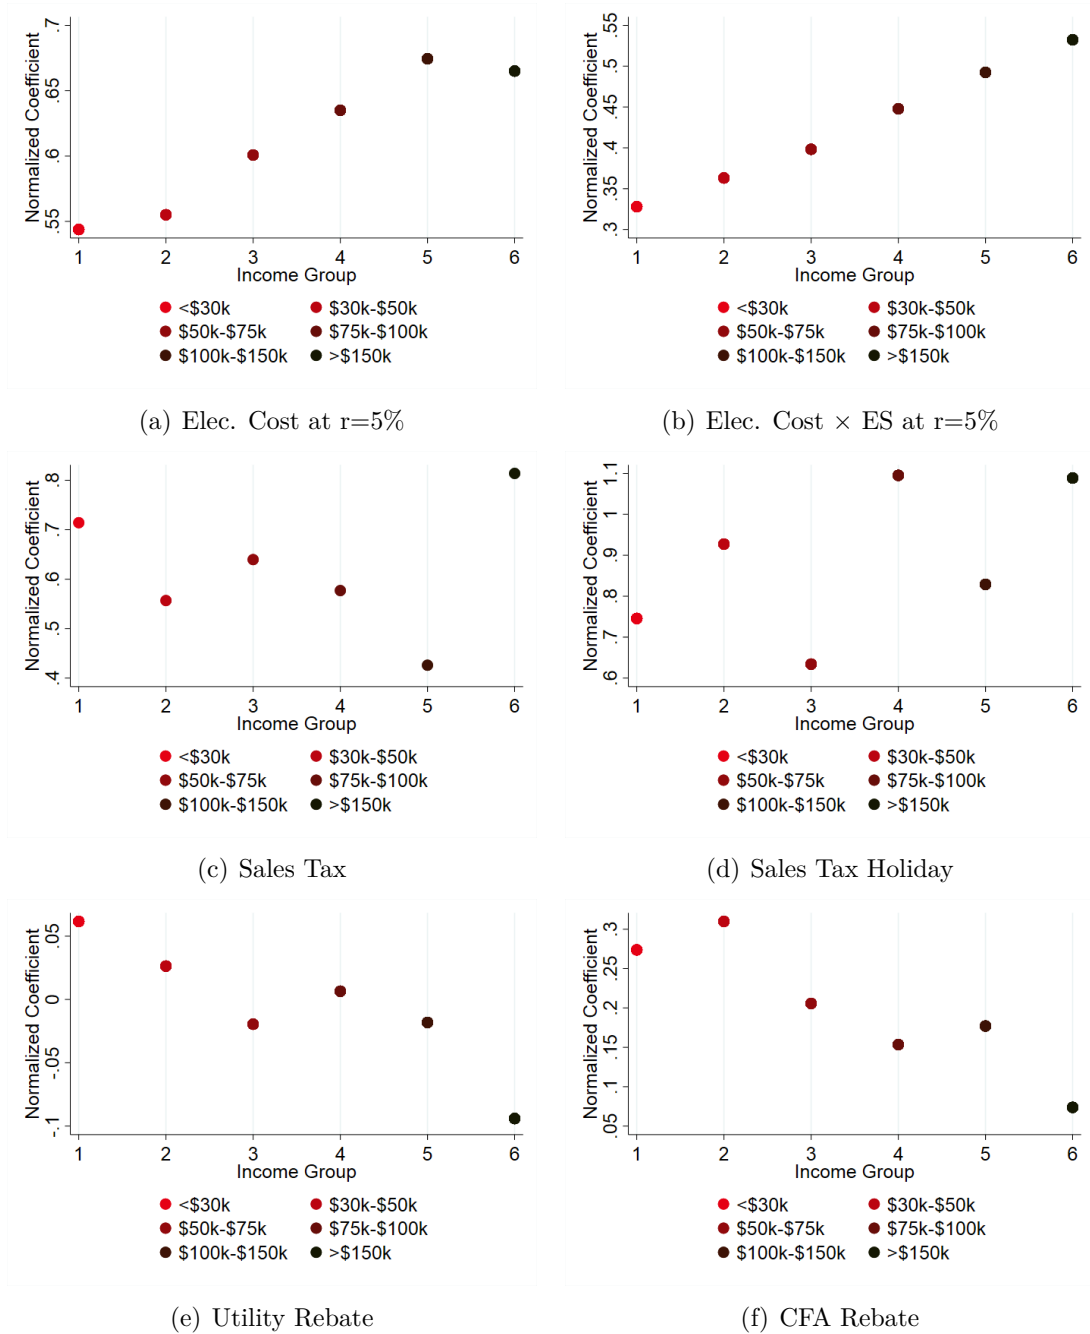 Normalized Coefficient
.7
.65
.6
.55
1 2 3 4 5 6
Income Group
<$30k $30k-$50k
$50k-$75k $75k-$100k
$100k-$150k >$150k
(a) Elec. Cost at r=5%
Normalized Coefficient
.55
.5
.45
.4
.35
.3
1 2 3 4 5 6
Income Group
<$30k $30k-$50k
$50k-$75k $75k-$100k
$100k-$150k >$150k
(b) Elec. Cost × ES at r=5%
Normalized Coefficient
.8
.7
.6
.5
.4
1 2 3 4 5 6
Income Group
<$30k $30k-$50k
$50k-$75k $75k-$100k
$100k-$150k >$150k
(c) Sales Tax
Normalized Coefficient
1.1
1
.9
.8
.7
.6
1 2 3 4 5 6
Income Group
<$30k $30k-$50k
$50k-$75k $75k-$100k
$100k-$150k >$150k
(d) Sales Tax Holiday
Normalized Coefficient
.05
0
-.05
-.1
1 2 3 4 5 6
Income Group
<$30k $30k-$50k
$50k-$75k $75k-$100k
$100k-$150k >$150k
(e) Utility Rebate
Normalized Coefficient
.3
.25
.2
.15
.1
.05
1 2 3 4 5 6
Income Group
<$30k $30k-$50k
$50k-$75k $75k-$100k
$100k-$150k >$150k
(f) CFA Rebate